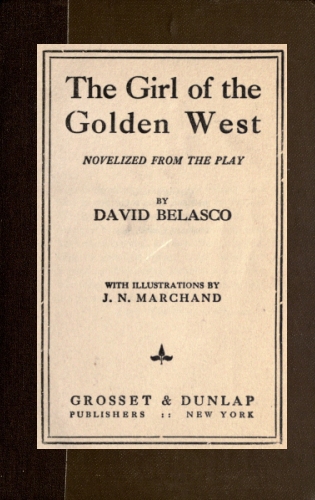 The Girl of the
Golden West
NOVELIZED FROM THE PLAY
BY
DAVID BELASCO
WITH ILLUSTRATIONS BY
J. N. MARCHAND
GROSSET & DUNLAP
PUBLISHERS :: NEW YORK